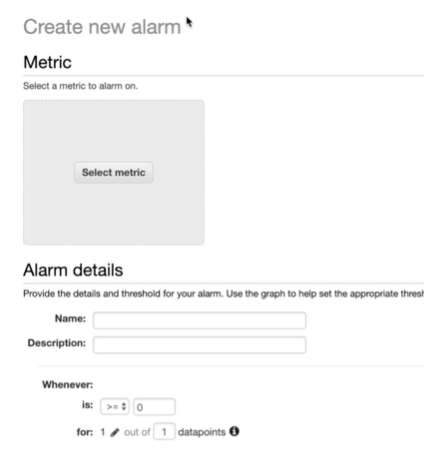 Create new alarm
Metric
Select a metric to alarm on.
Select metric
Alarm details
Provide the details and threshold for your alarm. Use the graph to help set the appropriate
Name:
Description:
Whenever:
is: >= 0
for: 1 out of 1 datapoints